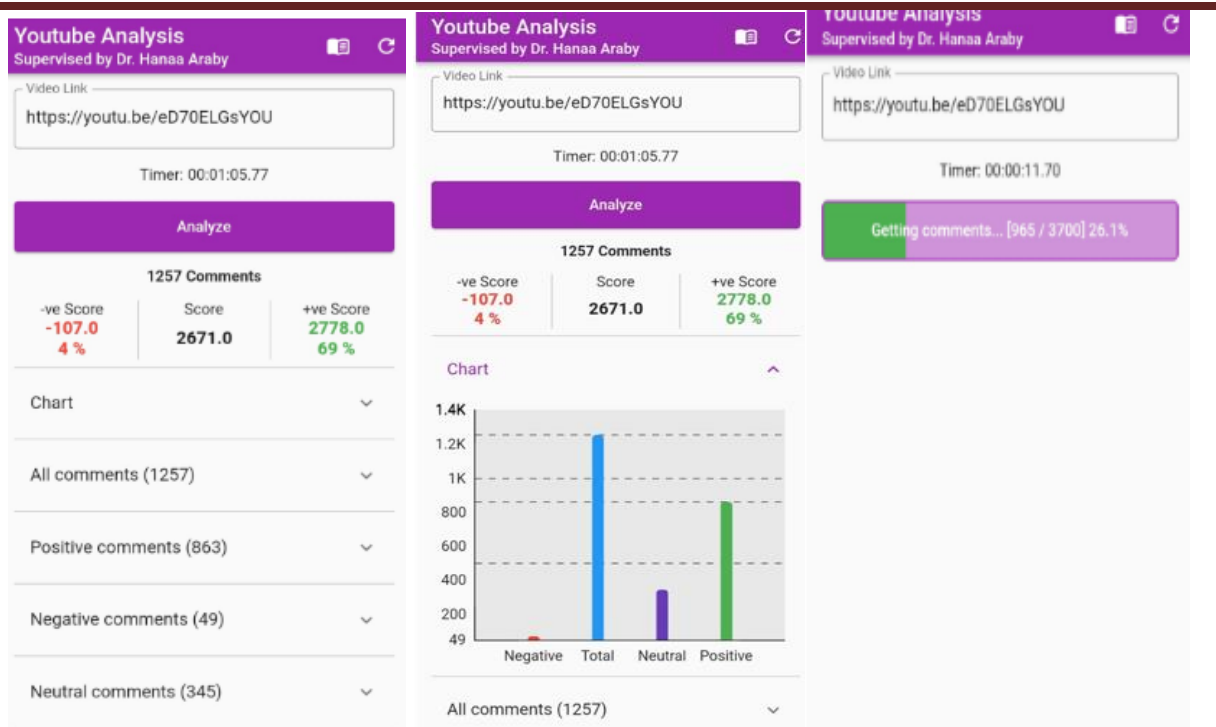 Youtube Analysis
Supervised by Dr. Hanaa Araby
Video Link
https://youtu.be/eD70ELGsYOU
Timer: 00:01:05.77
Analyze
1257 Comments
-ve Score Score +ve Score
-107.0 2671.0 2778.0
4 % 69 %
Chart
All comments (1257)
Positive comments (863)
Negative comments (49)
Neutral comments (345)
Youtube Analysis
Supervised by Dr. Hanaa Araby
Video Link
https://youtu.be/eD70ELGsYOU
Timer: 00:01:05.77
Analyze
1257 Comments
-ve Score Score +ve Score
-107.0 2671.0 2778.0
4 % 69 %
Chart
1.4K
1.2K
1K
800
600
400
200
49
Negative Total Neutral Positive
All comments (1257)
Youtube Analysis
Supervised by Dr. Hanaa Araby
Video Link
https://youtu.be/eD70ELGsYOU
Timer: 00:00:11.70
Getting comments... [965 / 3700] 26.1%